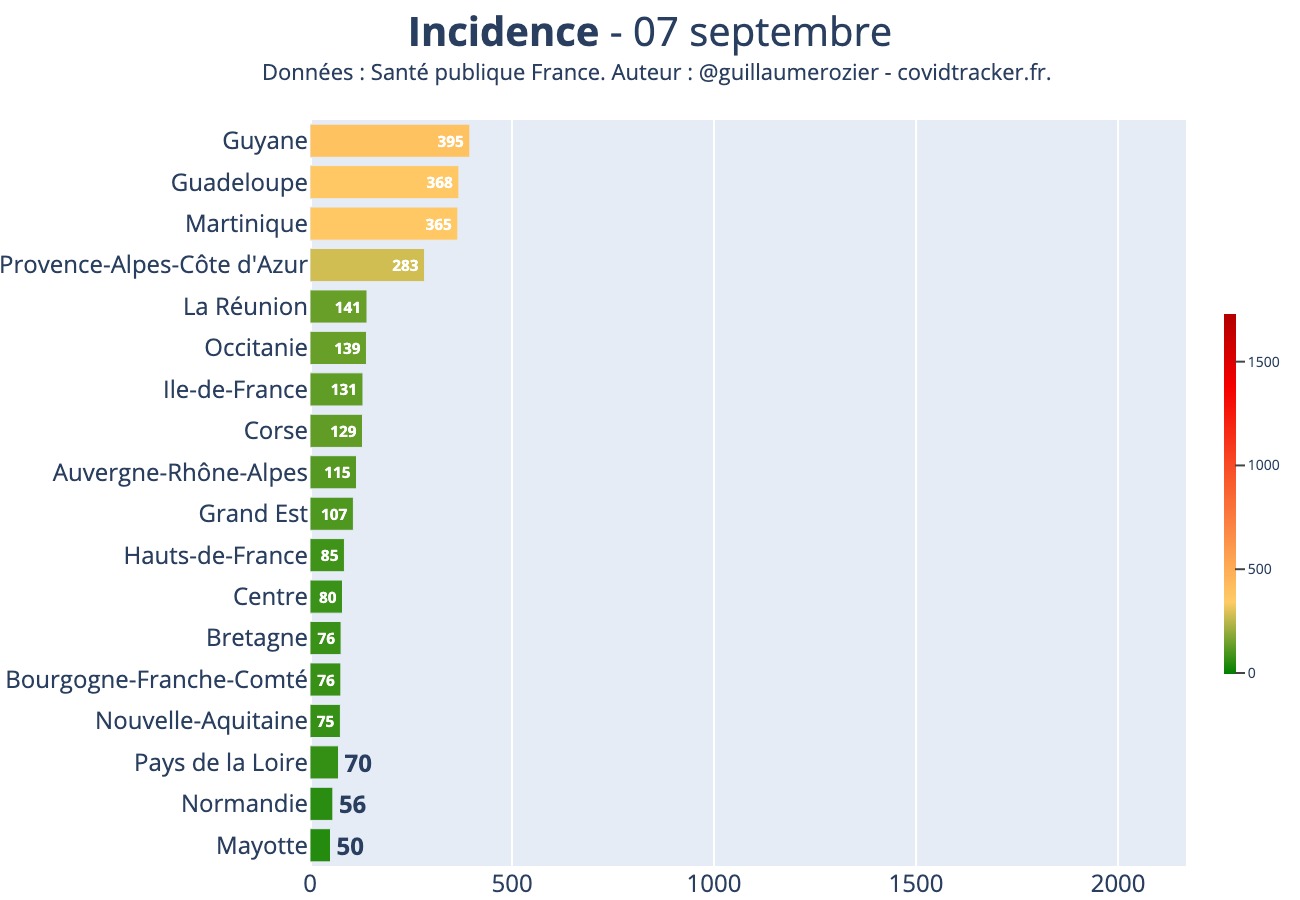 Incidence - 07 septembre
Données : Santé publique France. Auteur : @guillaumerozier - covidtracker.fr.
Guyane 395
Guadeloupe 368
Martinique 365
Provence-Alpes-Côte d'Azur 283
La Réunion 141
Occitanie 139
Ile-de-France 131
Corse 129
Auvergne-Rhône-Alpes 115
Grand Est 107
Hauts-de-France 85
Centre 80
Bretagne 76
Bourgogne-Franche-Comté 76
Nouvelle-Aquitaine 75
Pays de la Loire 70
Normandie 56
Mayotte 50
0 500 1000 1500 2000
1500
1000
500
0